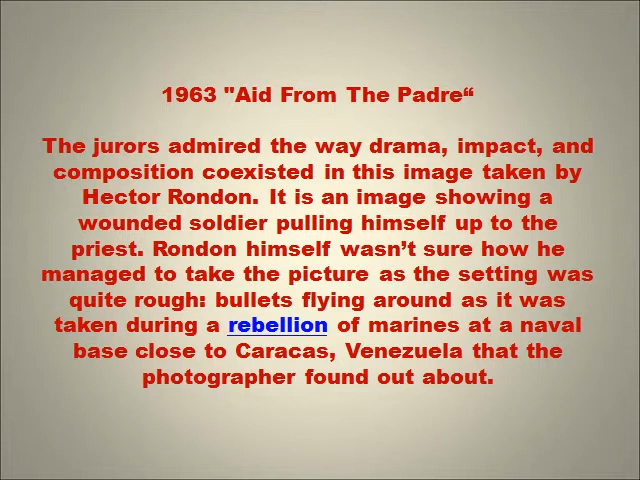 1963 "Aid From The Padre“
The jurors admired the way drama, impact, and
composition coexisted in this image taken by
Hector Rondon. It is an image showing a
wounded soldier pulling himself up to the
priest. Rondon himself wasn’t sure how he
managed to take the picture as the setting was
quite rough: bullets flying around as it was
taken during a rebellion of marines at a naval
base close to Caracas, Venezuela that the
photographer found out about.